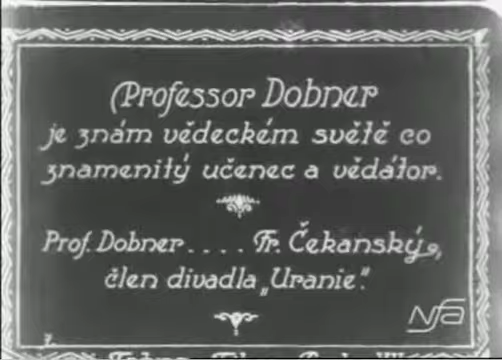 Professor Dobner
je znám vědeckém světě co
znamenitý učenec a vědátor.
Prof. Dobner.... Fr. Čekanský,
člen divadla „Uranie".
nfa